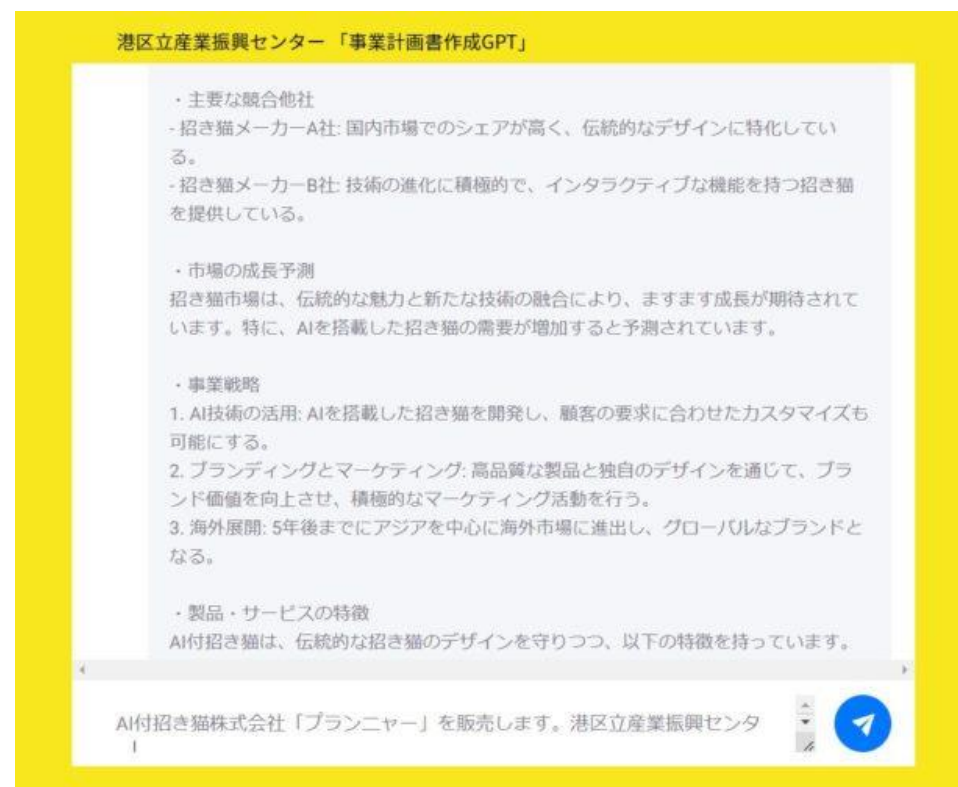 港区立産業振興センター 「事業計画書作成GPT」
・主要な競合他社
- 招き猫メーカーA社: 国内市場でのシェアが高く、伝統的なデザインに特化してい
る。
- 招き猫メーカーB社: 技術の進化に積極的で、インタラクティブな機能を持つ招き猫
を提供している。
・市場の成長予測
招き猫市場は、伝統的な魅力と新たな技術の融合により、ますます成長が期待されて
います。特に、AIを搭載した招き猫の需要が増加すると予測されています。
・事業戦略
1. AI技術の活用: AIを搭載した招き猫を開発し、顧客の要求に合わせたカスタマイズも
可能にする。
2. ブランディングとマーケティング: 高品質な製品と独自のデザインを通じて、ブラ
ンド価値を向上させ、積極的なマーケティング活動を行う。
3. 海外展開: 5年後までにアジアを中心に海外市場に進出し、グローバルなブランドと
なる。
・製品・サービスの特徴
AI付招き猫は、伝統的な招き猫のデザインを守りつつ、以下の特徴を持っています。
AI付招き猫株式会社「プランニャー」を販売します。港区立産業振興センタ